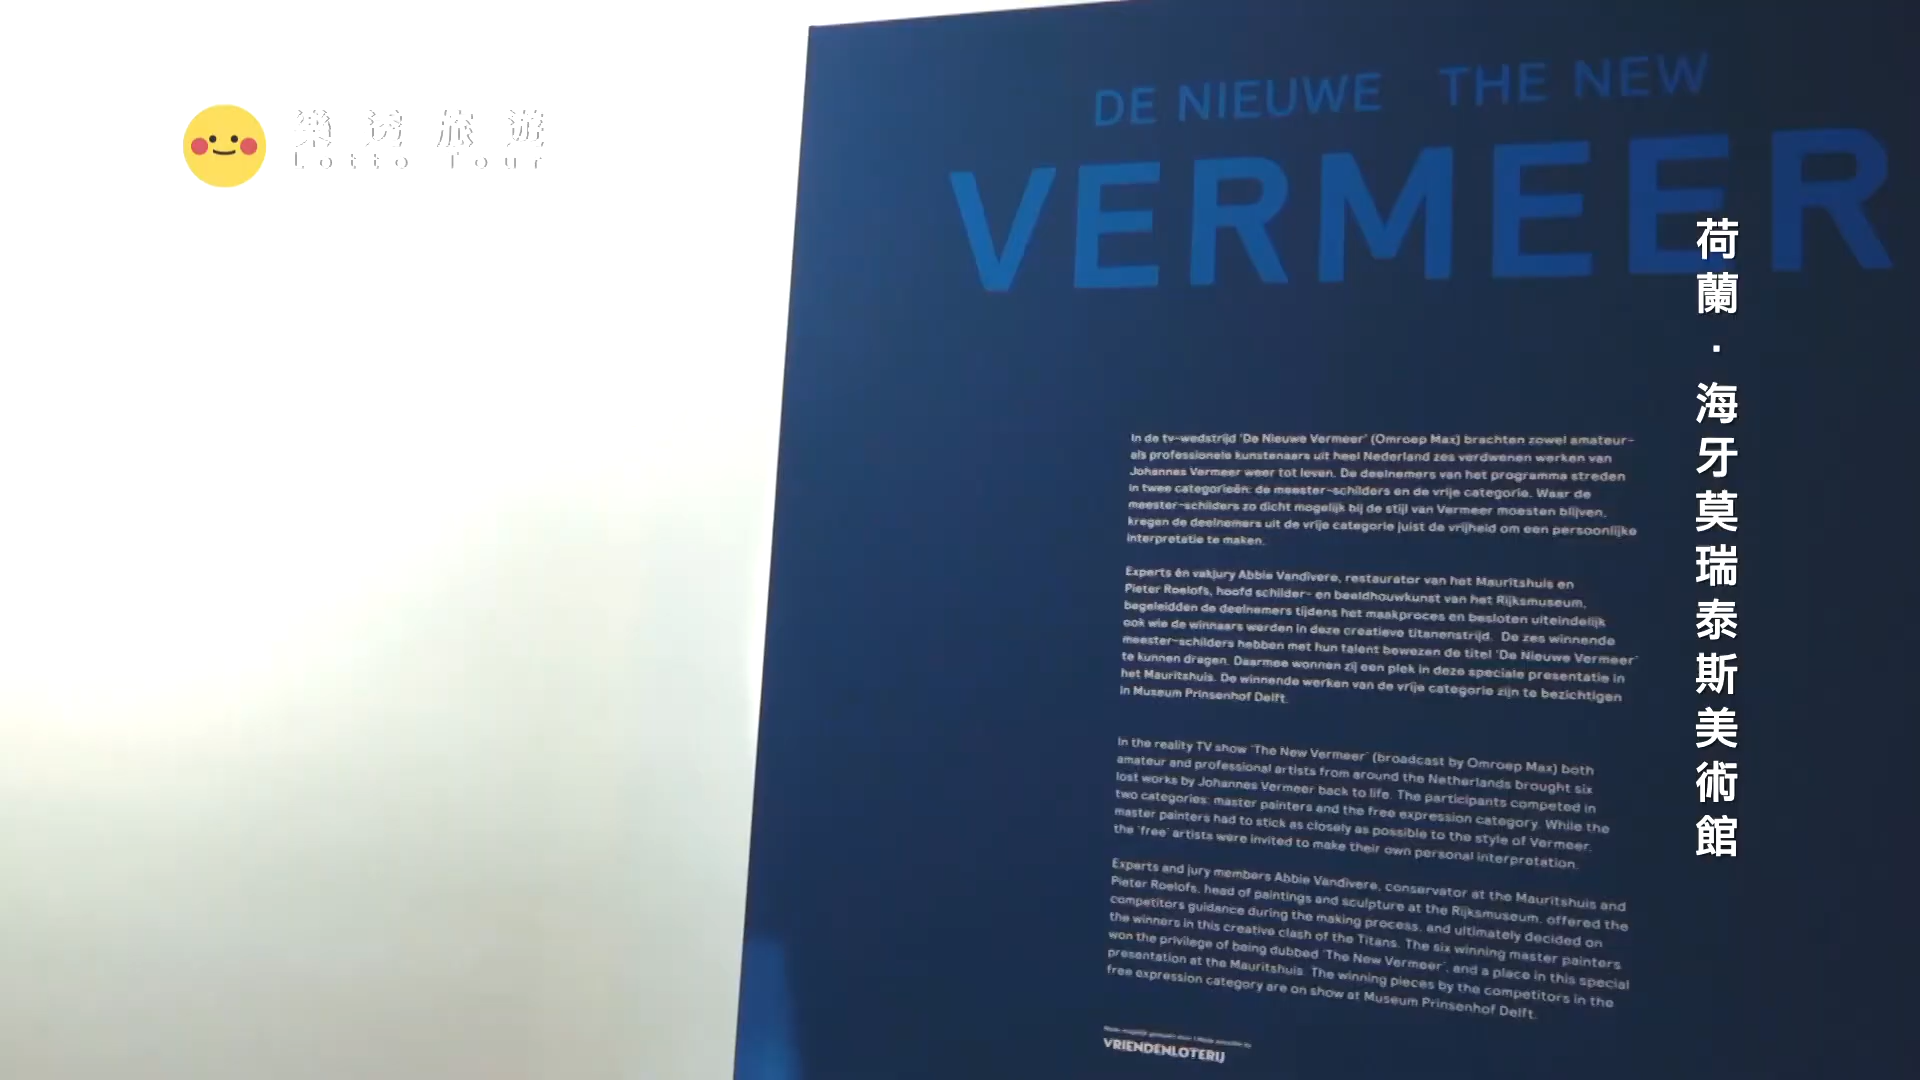 樂透旅遊
Lotto Tour
DE NIEUWE THE NEW
VERMEER
荷蘭·海牙莫瑞泰斯美術館
In de tv-wedstrijd 'De Nieuwe Vermeer' (Omroep Max) brachten zowel amateur-
als professionele kunstenaars uit heel Nederland zes verdwenen werken van
Johannes Vermeer weer tot leven. De deelnemers van het programma streden
in twee categorieën: de meester-schilders en de vrije categorie. Waar de
meester-schilders zo dicht mogelijk bij de stijl van Vermeer moesten blijven,
kregen de deelnemers uit de vrije categorie juist de vrijheid om een persoonlijke
interpretatie te maken.
Experts én vakjury Abbie Vandivere, restaurator van het Mauritshuis en
Pieter Roelofs, hoofd schilder- en beeldhouwkunst van het Rijksmuseum,
begeleidden de deelnemers tijdens het maakproces en besloten uiteindelijk
ook wie de winnaars werden in deze creatieve titanenstrijd. De zes winnende
meester-schilders hebben met hun talent bewezen de titel 'De Nieuwe Vermeer'
te kunnen dragen. Daarmee wonnen zij een plek in deze speciale presentatie in
het Mauritshuis. De winnende werken van de vrije categorie zijn te bezichtigen
in Museum Prinsenhof Delft.
In the reality TV show 'The New Vermeer' (broadcast by Omroep Max) both
amateur and professional artists from around the Netherlands brought six
lost works by Johannes Vermeer back to life. The participants competed in
two categories: master painters and the free expression category. While the
master painters had to stick as closely as possible to the style of Vermeer,
the 'free' artists were invited to make their own personal interpretation.
Experts and jury members Abbie Vandivere, conservator at the Mauritshuis and
Pieter Roelofs, head of paintings and sculpture at the Rijksmuseum, offered the
competitors guidance during the making process, and ultimately decided on
the winners in this creative clash of the Titans. The six winning master painters
won the privilege of being dubbed 'The New Vermeer', and a place in this special
presentation at the Mauritshuis. The winning pieces by the competitors in the
free expression category are on show at Museum Prinsenhof Delft.
VRIENDENLOTERIJ